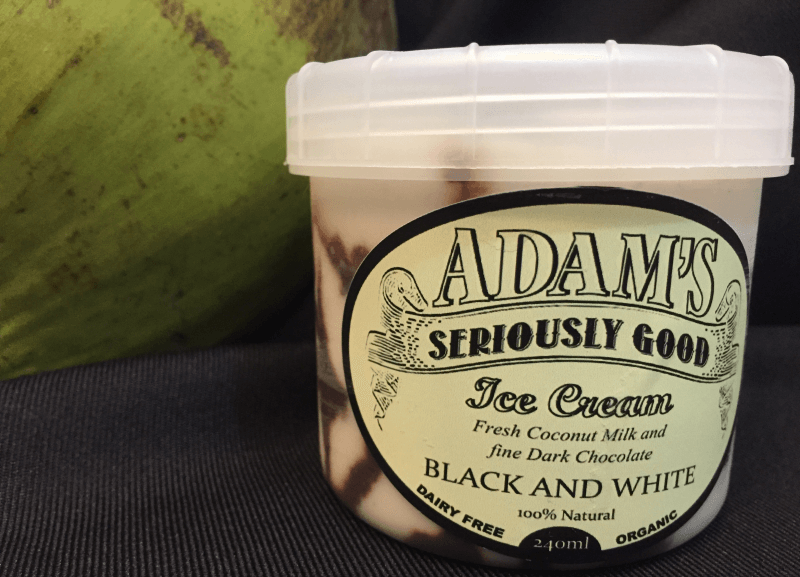 ADAM'S
SERIOUSLY GOOD
Ice Cream
Fresh Coconut Milk and
fine Dark Chocolate
BLACK AND WHITE
100% Natural
DAIRY FREE
240ml
ORGANIC